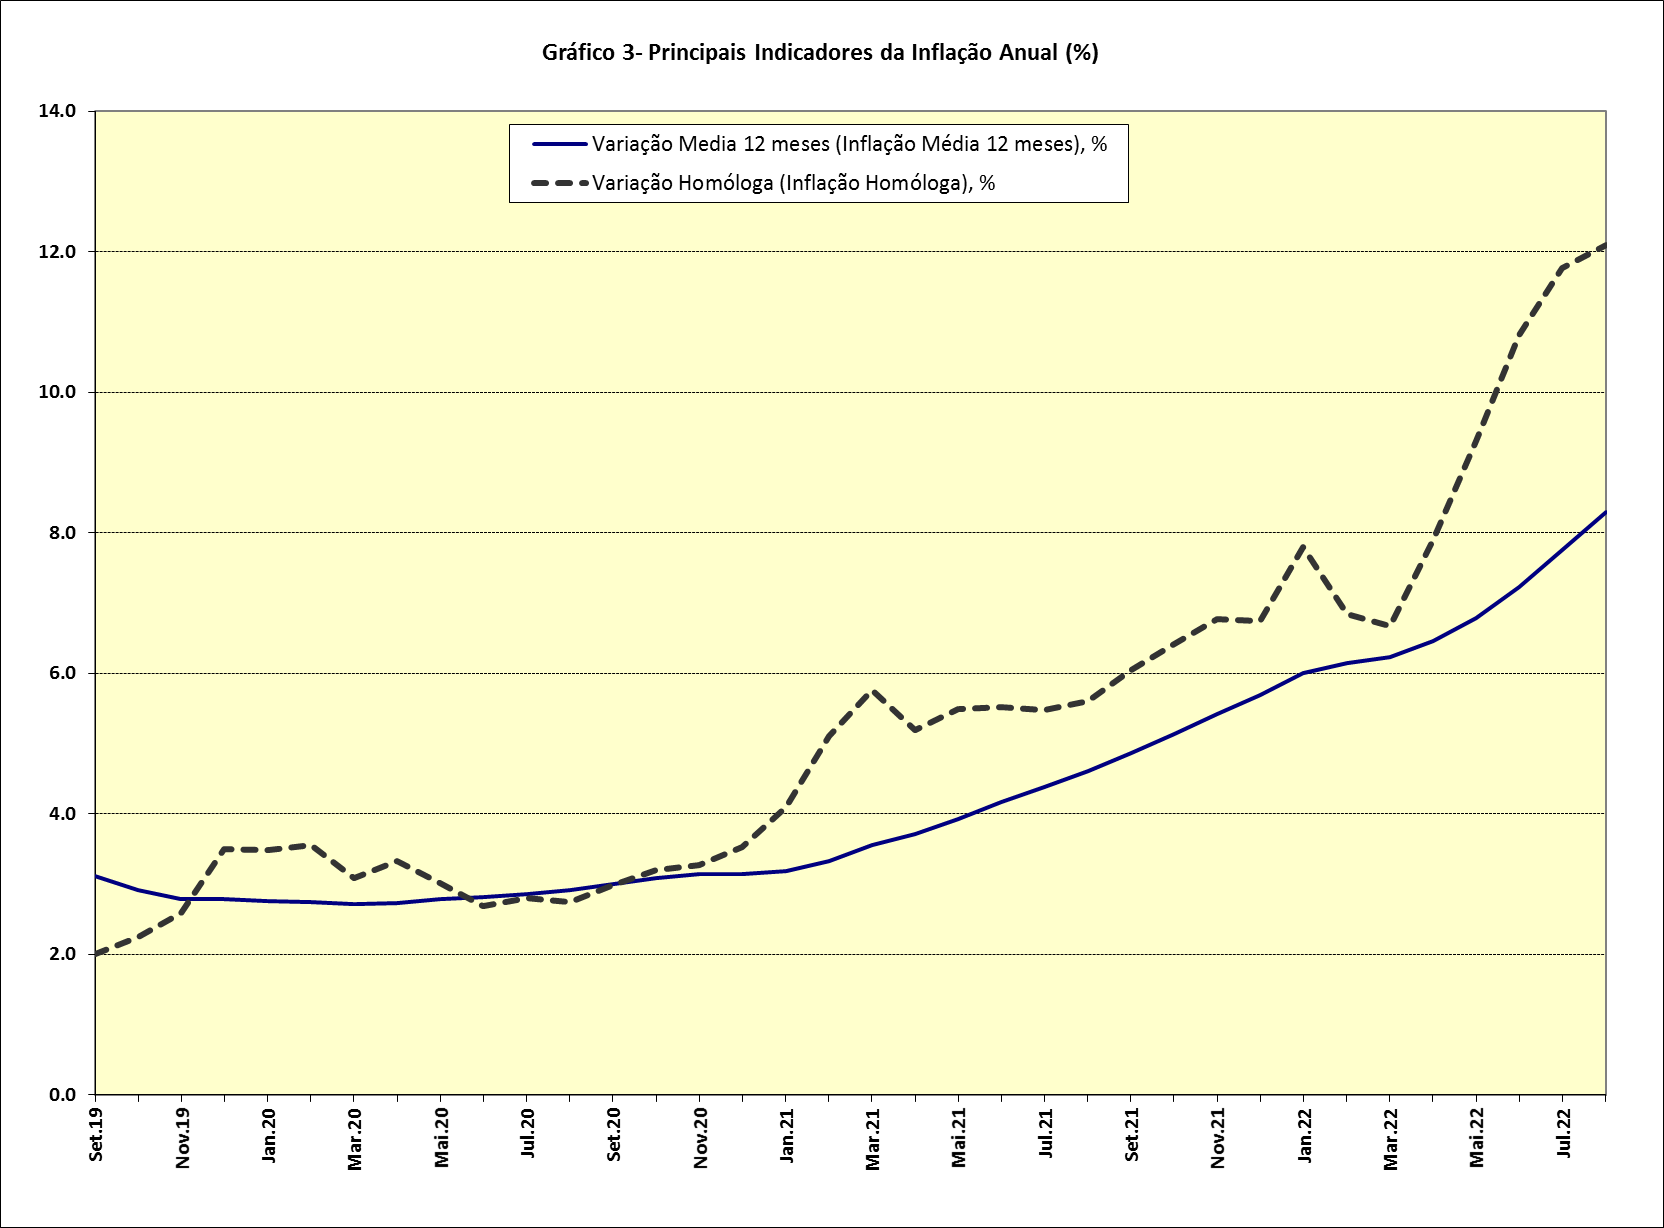 Gráfico 3- Principais Indicadores da Inflação Anual (%)
14.0
Variação Media 12 meses (Inflação Média 12 meses), %
Variação Homóloga (Inflação Homóloga), %
12.0
10.0
8.0
6.0
4.0
2.0
0.0
Set.19
Nov.19
Jan.20
Mar.20
Mai.20
Jul.20
Set.20
Nov.20
Jan.21
Mar.21
Mai.21
Jul.21
Set.21
Nov.21
Jan.22
Mar.22
Mai.22
Jul.22